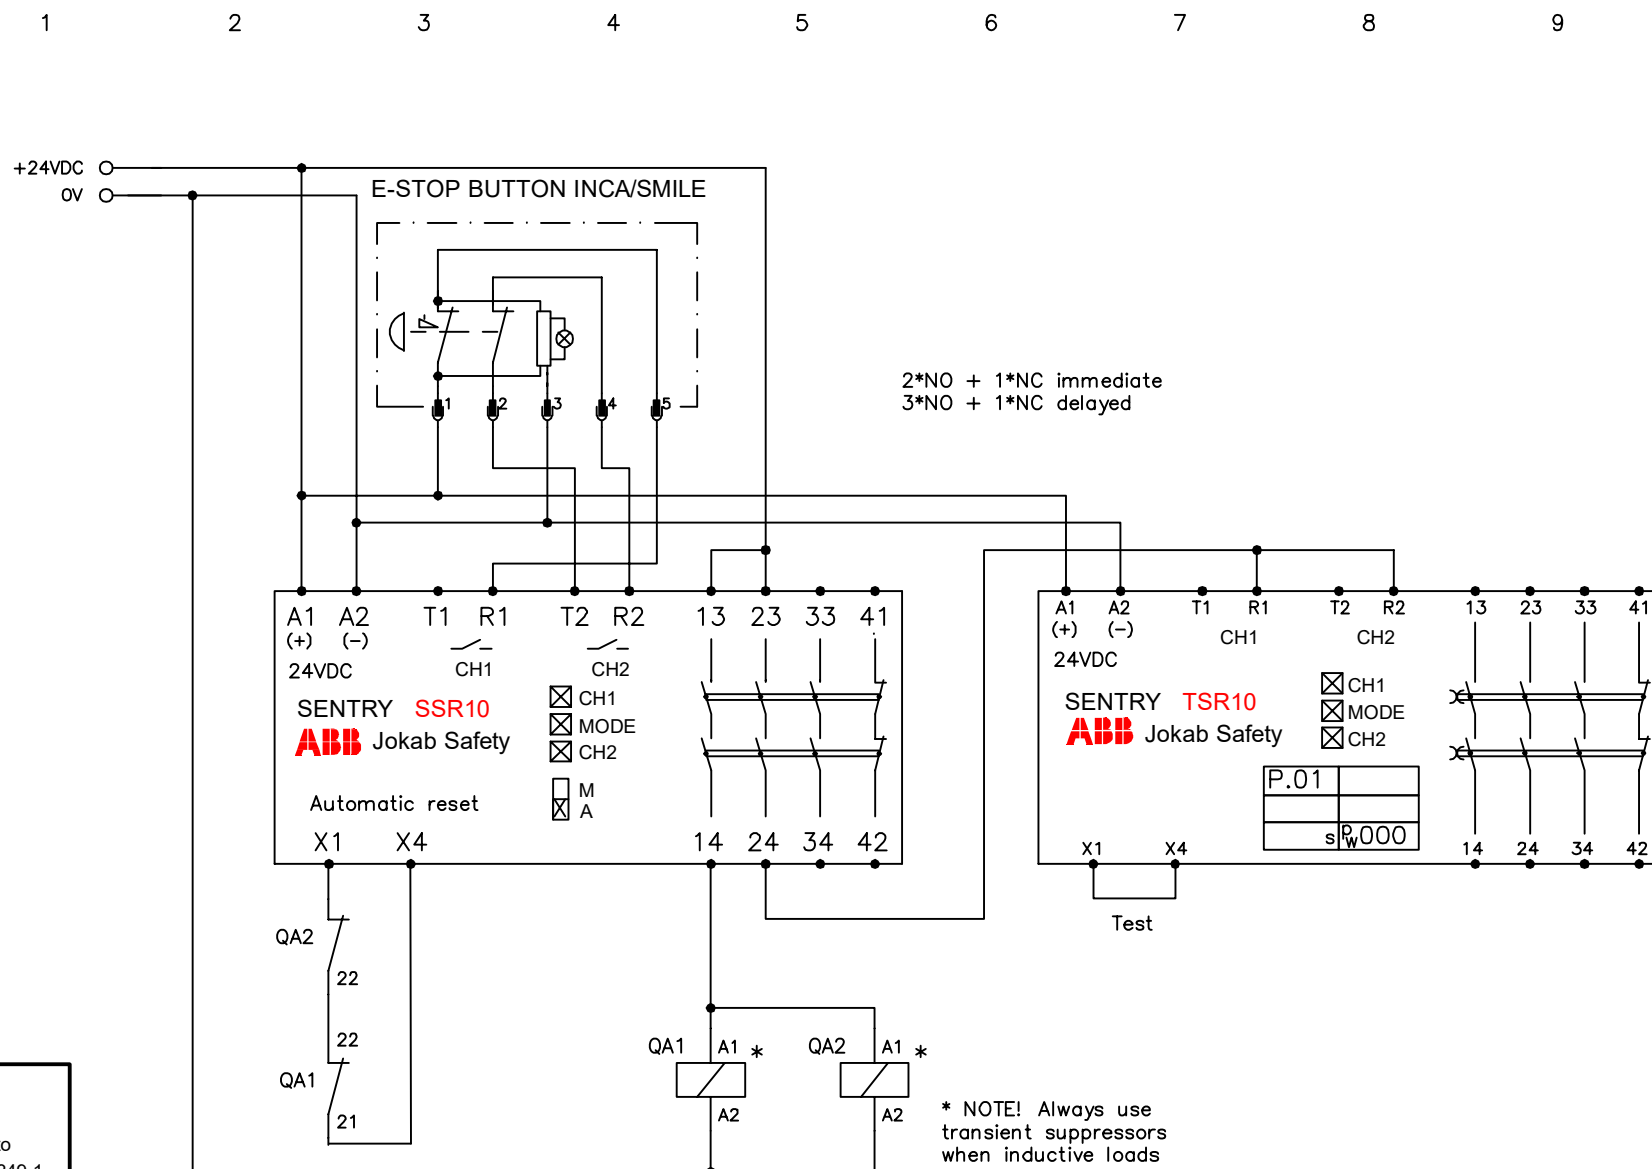 1 2 3 4 5 6 7 8 9
+24VDC
0V
E-STOP BUTTON INCA/SMILE
1 2 3 4 5
2*NO + 1*NC immediate
3*NO + 1*NC delayed
A1 A2 T1 R1 T2 R2 13 23 33 41
(+) (-)
CH1 CH2
24VDC
SENTRY SSR10
ABB Jokab Safety
CH1
MODE
CH2
M
A
Automatic reset
X1 X4 14 24 34 42
A1 A2 T1 R1 T2 R2 13 23 33 41
(+) (-)
CH1 CH2
24VDC
SENTRY TSR10
ABB Jokab Safety
CH1
MODE
CH2
P.01
s PW000
X1 X4 14 24 34 42
Test
QA2
22
22
QA1
21
QA1 A1 *
A2
QA2 A1 *
A2
* NOTE! Always use
transient suppressors
when inductive loads